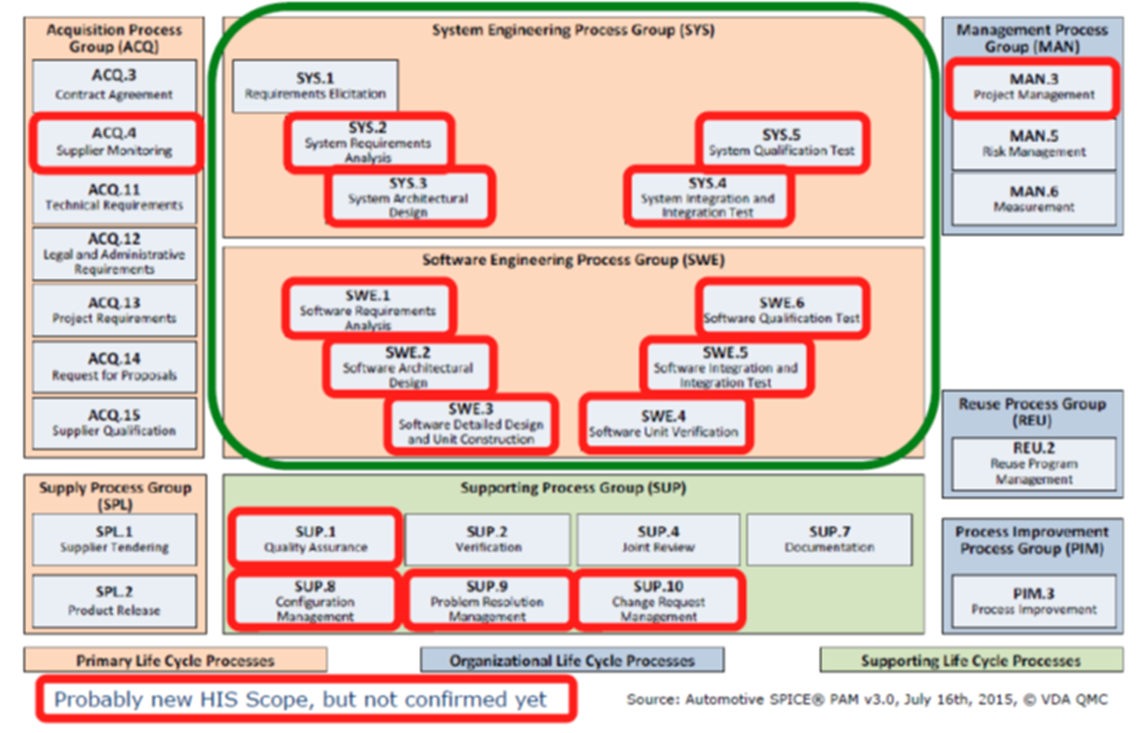 Acquisition Process
Group (ACQ)
ACQ.3
Contract Agreement
ACQ.4
Supplier Monitoring
ACQ.11
Technical Requirements
ACQ.12
Legal and Administrative
Requirements
ACQ.13
Project Requirements
ACQ.14
Request for Proposals
ACQ.15
Supplier Qualification
System Engineering Process Group (SYS)
SYS.1
Requirements Elicitation
SYS.2
System Requirements
Analysis
SYS.3
System Architectural
Design
SYS.5
System Qualification Test
SYS.4
System Integration and
Integration Test
Software Engineering Process Group (SWE)
SWE.1
Software Requirements
Analysis
SWE.2
Software Architectural
Design
SWE.3
Software Detailed Design
and Unit Construction
SWE.6
Software Qualification Test
SWE.5
Software Integration and
Integration Test
SWE.4
Software Unit Verification
Management Process
Group (MAN)
MAN.3
Project Management
MAN.5
Risk Management
MAN.6
Measurement
Reuse Process Group
(REU)
REU.2
Reuse Program
Management
Supply Process Group
(SPL)
SPL.1
Supplier Tendering
SPL.2
Product Release
Supporting Process Group (SUP)
SUP.1
Quality Assurance
SUP.2
Verification
SUP.4
Joint Review
SUP.7
Documentation
SUP.8
Configuration
Management
SUP.9
Problem Resolution
Management
SUP.10
Change Request
Management
Process Improvement
Process Group (PIM)
PIM.3
Process Improvement
Primary Life Cycle Processes
Organizational Life Cycle Processes
Supporting Life Cycle Processes
Probably new HIS Scope, but not confirmed yet
Source: Automotive SPICE® PAM v3.0, July 16th, 2015, © VDA QMC